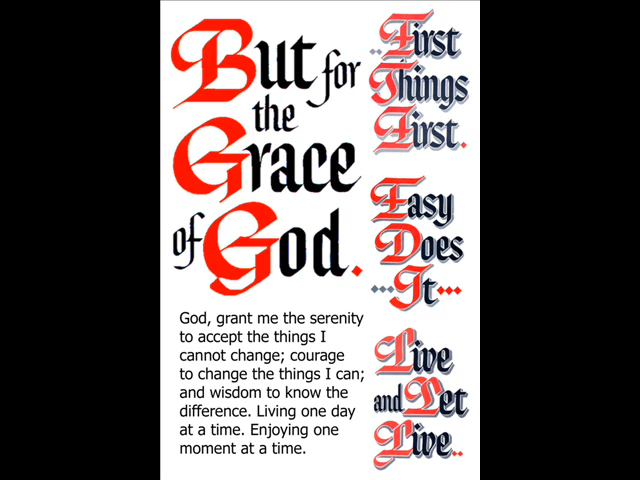 But for
the
Grace
of God.
God, grant me the serenity
to accept the things I
cannot change; courage
to change the things I can;
and wisdom to know the
difference. Living one day
at a time. Enjoying one
moment at a time.
..First
Things
First.
Easy
Does
...It...
Live
and Let
Live..